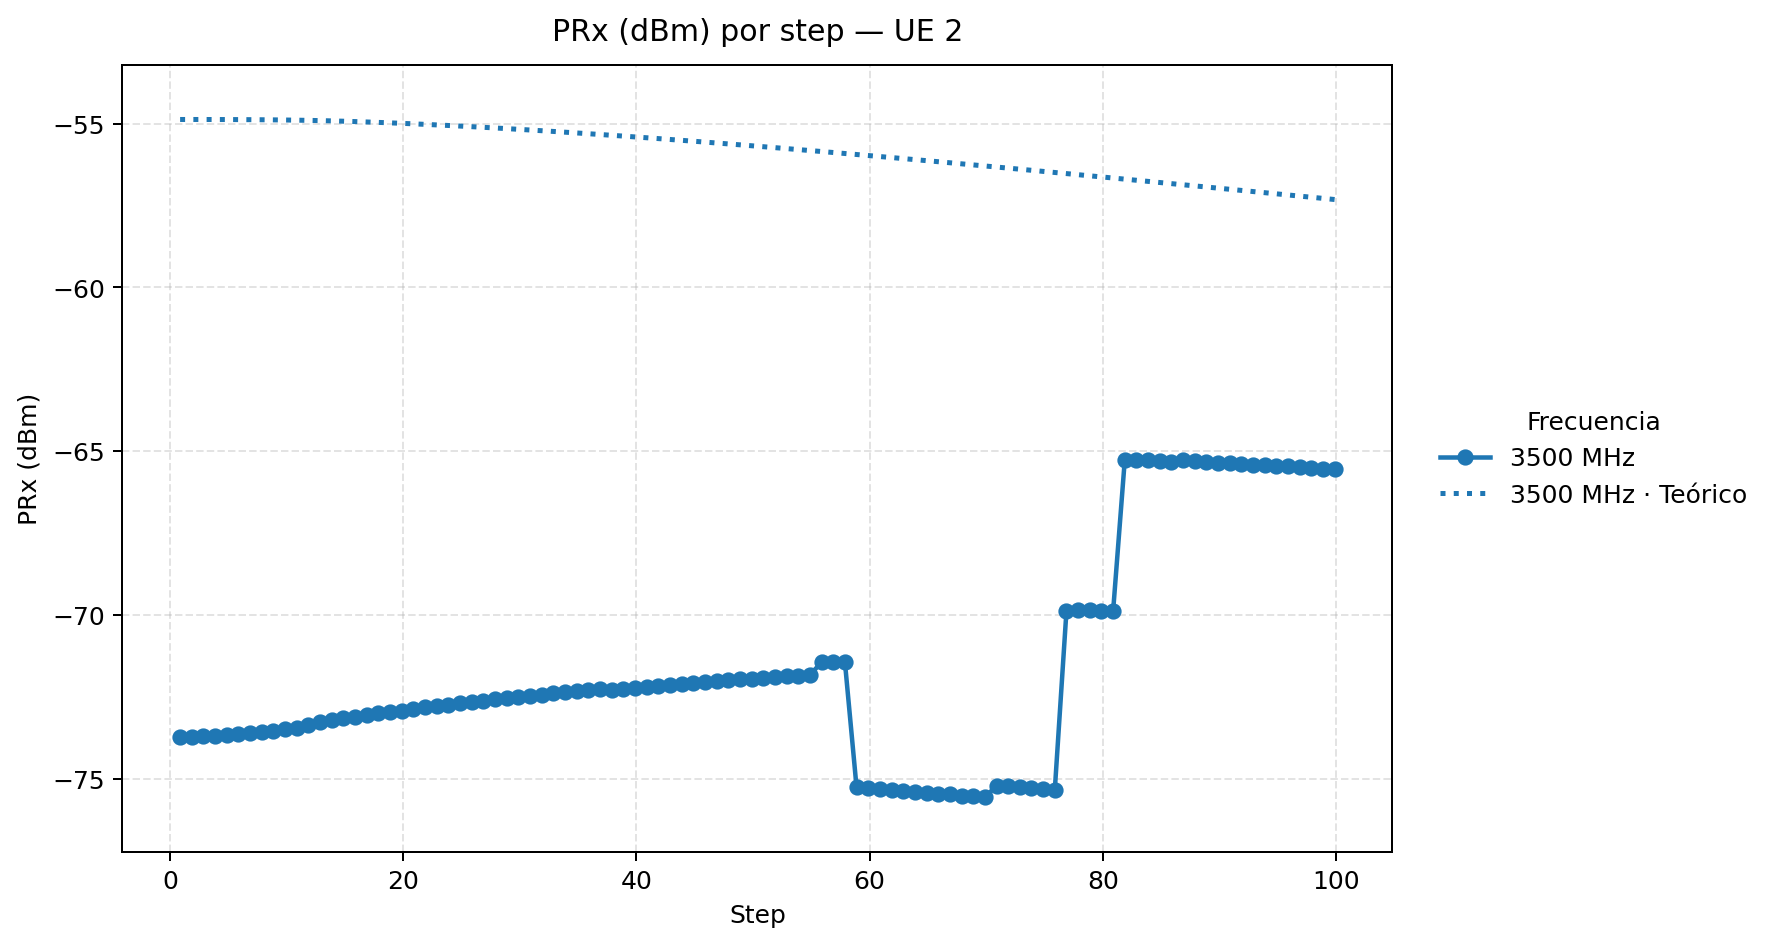 PRx (dBm) por step — UE 2
PRx (dBm)
−55
−60
−65
−70
−75
0
20
40
60
80
100
Step
Frecuencia
3500 MHz
3500 MHz · Teórico